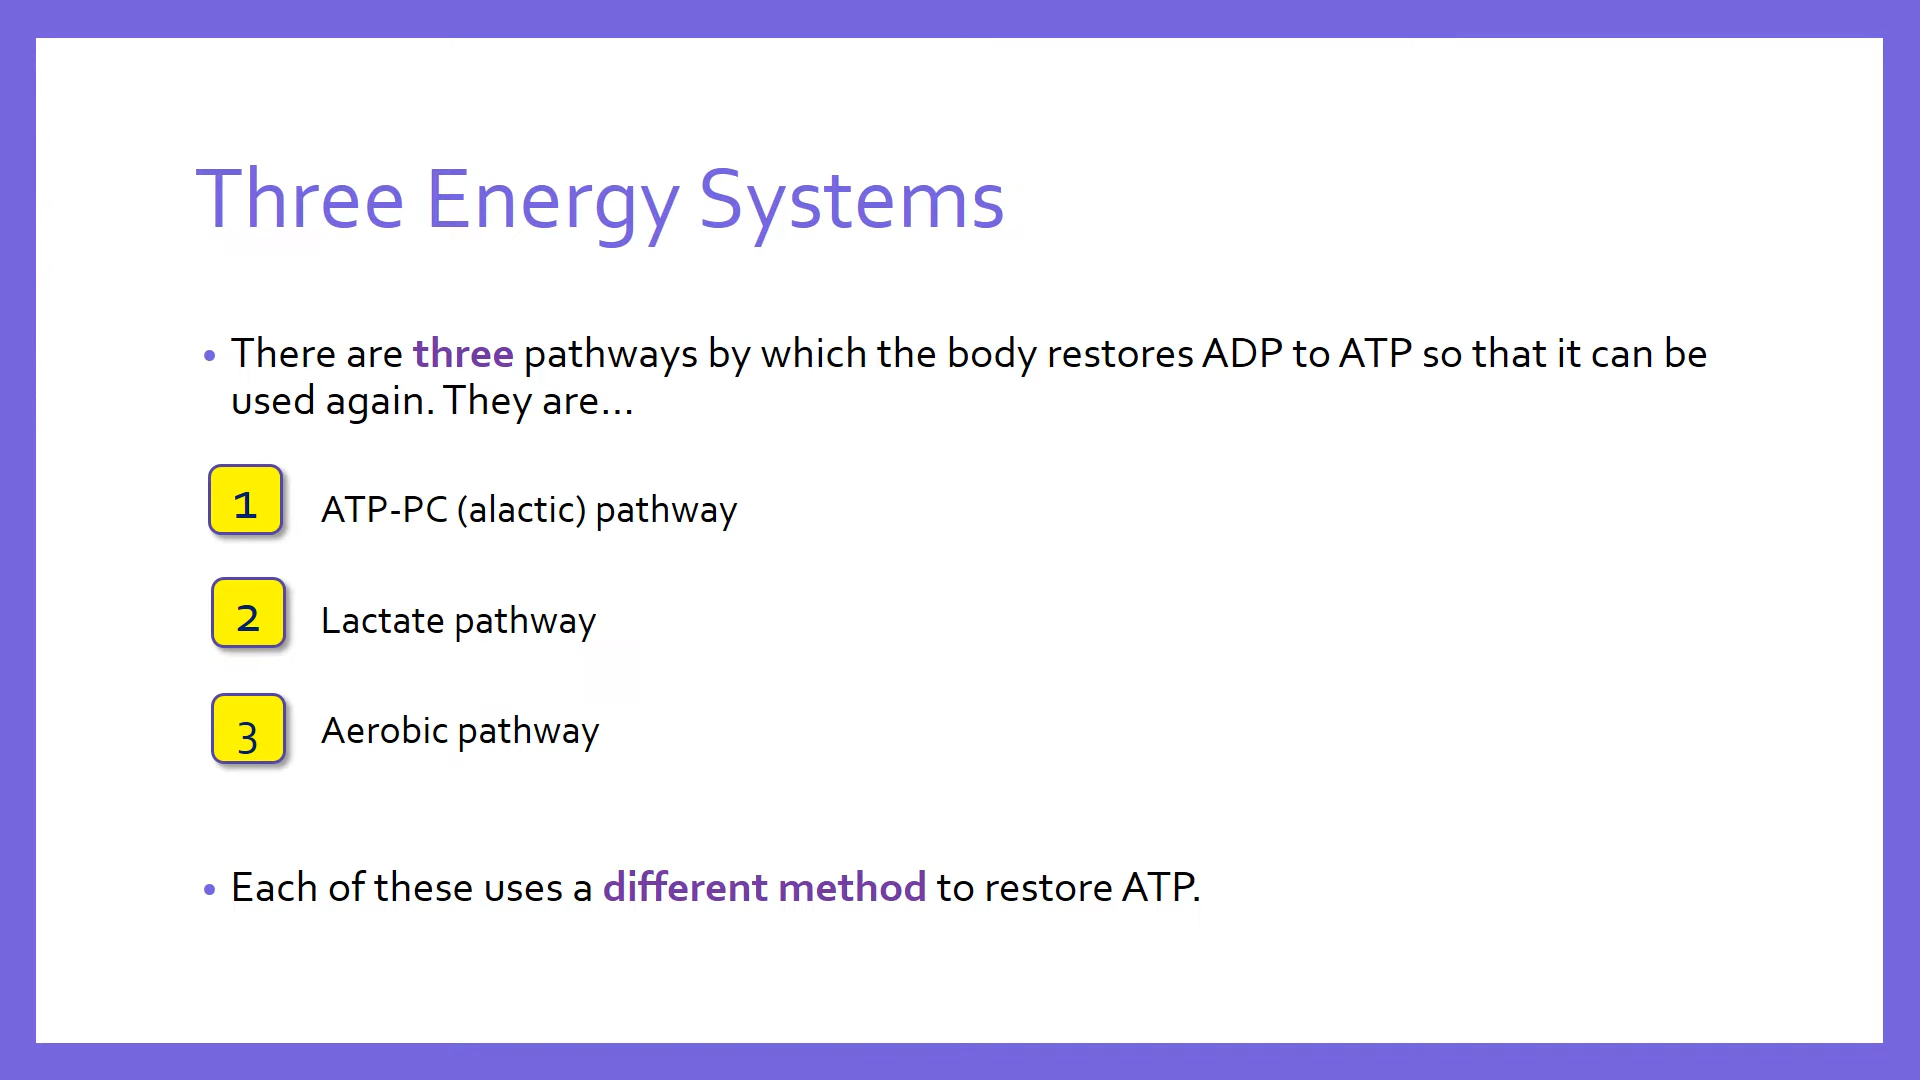 Three Energy Systems
• There are three pathways by which the body restores ADP to ATP so that it can be
used again. They are...
1 ATP-PC (alactic) pathway
2 Lactate pathway
3 Aerobic pathway
• Each of these uses a different method to restore ATP.